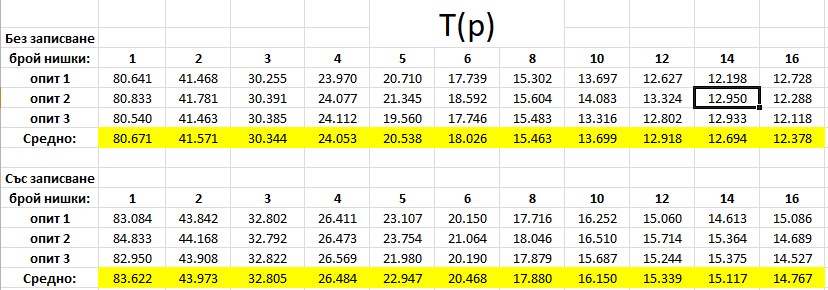 T(p)
Без записване
брой нишки: 1 2 3 4 5 6 8 10 12 14 16
опит 1 80.641 41.468 30.255 23.970 20.710 17.739 15.302 13.697 12.627 12.198 12.728
опит 2 80.833 41.781 30.391 24.077 21.345 18.592 15.604 14.083 13.324 12.950 12.288
опит 3 80.540 41.463 30.385 24.112 19.560 17.746 15.483 13.316 12.802 12.933 12.118
Средно: 80.671 41.571 30.344 24.053 20.538 18.026 15.463 13.699 12.918 12.694 12.378
Със записване
брой нишки: 1 2 3 4 5 6 8 10 12 14 16
опит 1 83.084 43.842 32.802 26.411 23.107 20.150 17.716 16.252 15.060 14.613 15.086
опит 2 84.833 44.168 32.792 26.473 23.754 21.064 18.046 16.510 15.714 15.364 14.689
опит 3 82.950 43.908 32.822 26.569 21.980 20.190 17.879 15.687 15.244 15.375 14.527
Средно: 83.622 43.973 32.805 26.484 22.947 20.468 17.880 16.150 15.339 15.117 14.767